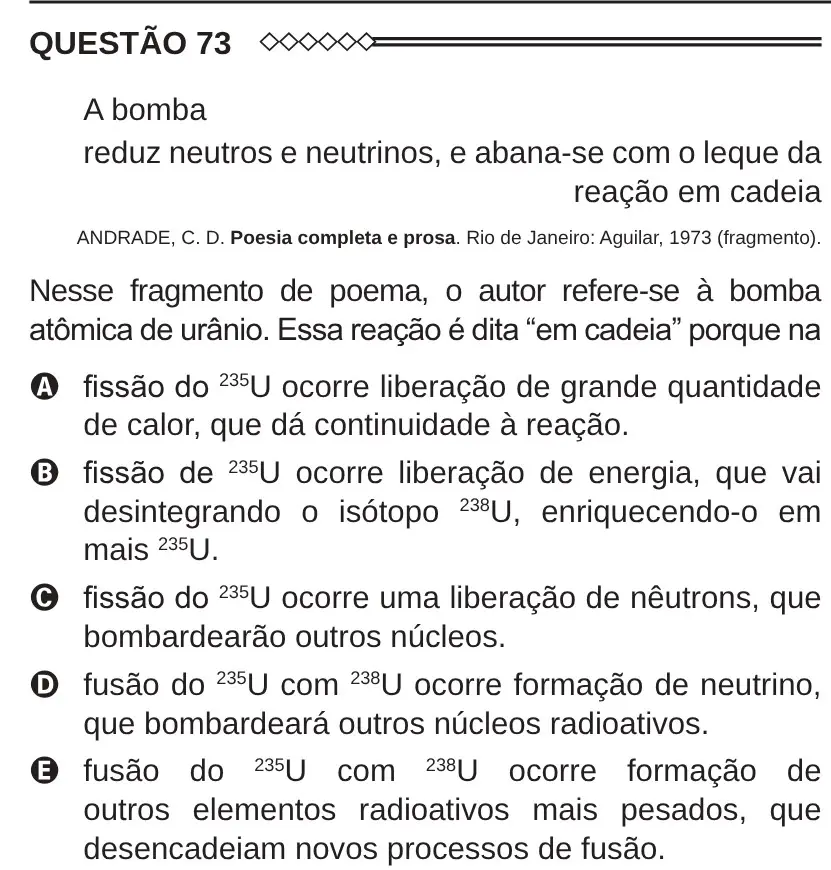 QUESTÃO 73
A bomba
reduz neutros e neutrinos, e abana-se com o leque da
reação em cadeia
ANDRADE, C. D. Poesia completa e prosa. Rio de Janeiro: Aguilar, 1973 (fragmento).
Nesse fragmento de poema, o autor refere-se à bomba
atômica de urânio. Essa reação é dita “em cadeia” porque na
A fissão do ²³⁵U ocorre liberação de grande quantidade
de calor, que dá continuidade à reação.
B fissão de ²³⁵U ocorre liberação de energia, que vai
desintegrando o isótopo ²³⁸U, enriquecendo-o em
mais ²³⁵U.
C fissão do ²³⁵U ocorre uma liberação de nêutrons, que
bombardearão outros núcleos.
D fusão do ²³⁵U com ²³⁸U ocorre formação de neutrino,
que bombardeará outros núcleos radioativos.
E fusão do ²³⁵U com ²³⁸U ocorre formação de
outros elementos radioativos mais pesados, que
desencadeiam novos processos de fusão.